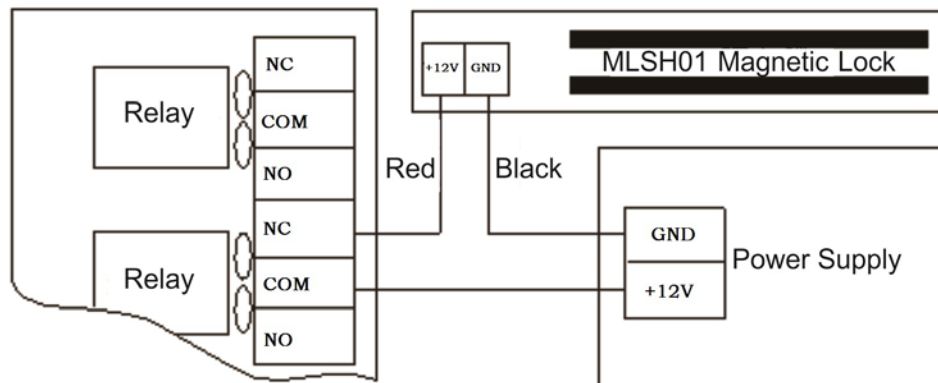 NC
Relay
COM
NO
NC
Relay
COM
NO
+12V
GND
MLSH01 Magnetic Lock
Red
Black
GND
+12V
Power Supply